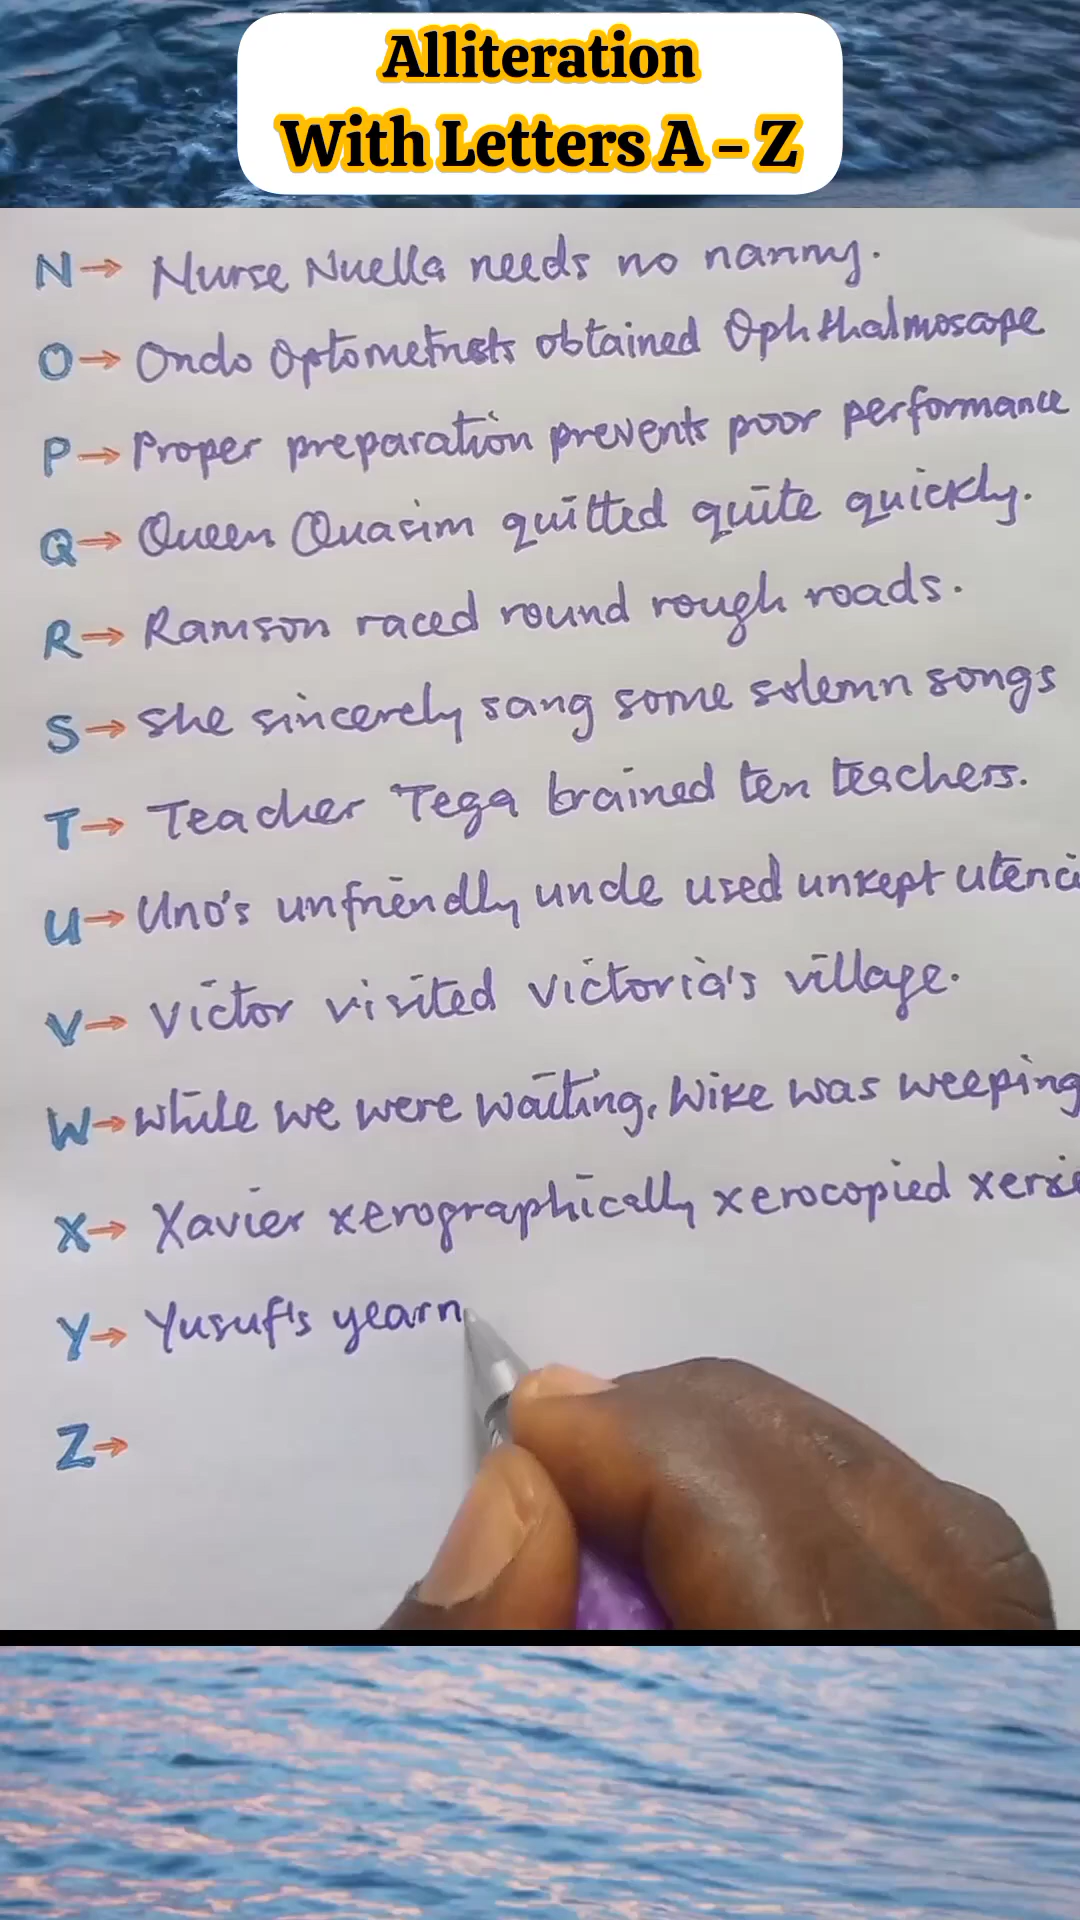 Alliteration
With Letters A - Z
N→ Nurse Nuella needs no nanny.
O→ Ondo Optometrists obtained Ophthalmoscope
P→ Proper preparation prevents poor performance
Q→ Queen Quasim quitted quite quickly.
R→ Ramson raced round rough roads.
S→ She sincerely sang some solemn songs
T→ Teacher Tega trained ten teachers.
U→ Uno's unfriendly uncle used unkept utenci
V→ Victor visited Victoria's village.
W→ While we were waiting, Wike was weeping
X→ Xavier xerographically xerocopied
Y→ Yusuf's yearn
Z→